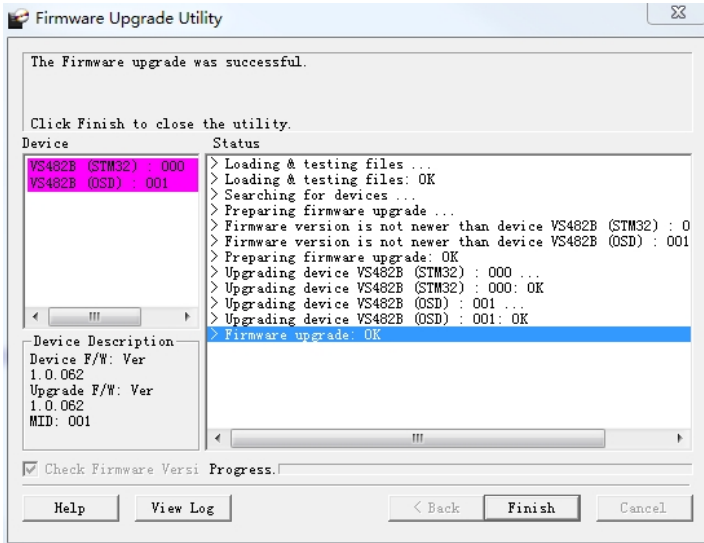 Firmware Upgrade Utility
The Firmware upgrade was successful.
Click Finish to close the utility.
Device
Status
VS482B (STM32) : 000
VS482B (OSD) : 001
> Loading & testing files ...
> Loading & testing files: OK
> Searching for devices ...
> Preparing firmware upgrade ...
> Firmware version is not newer than device VS482B (STM32) : 0
> Firmware version is not newer than device VS482B (OSD) : 001
> Preparing firmware upgrade: OK
> Upgrading device VS482B (STM32) : 000 ...
> Upgrading device VS482B (STM32) : 000: OK
> Upgrading device VS482B (OSD) : 001 ...
> Upgrading device VS482B (OSD) : 001: OK
> Firmware upgrade: OK
Device Description
Device F/W: Ver
1.0.062
Upgrade F/W: Ver
1.0.062
MID: 001
Check Firmware Versi
Progress.
Help
View Log
< Back
Finish
Cancel